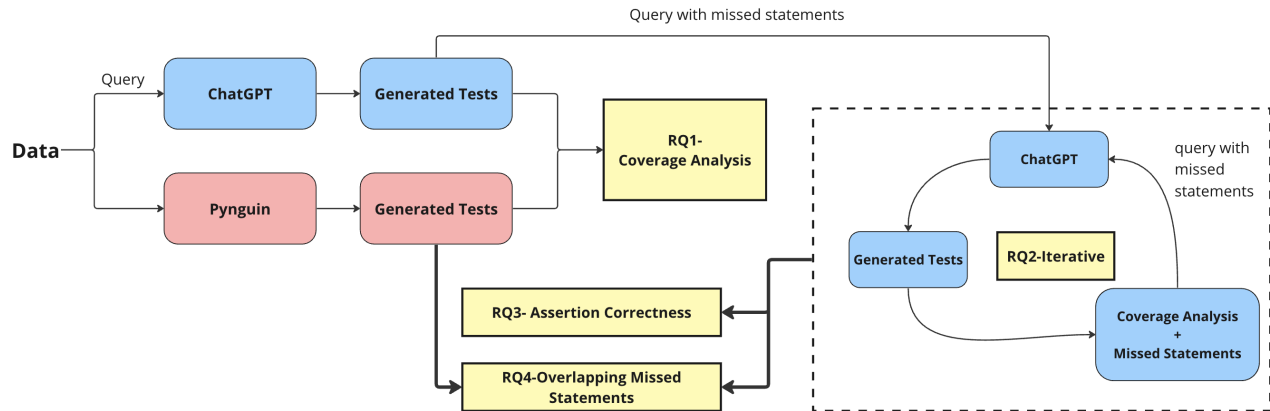 Query with missed statements
Query
ChatGPT
Generated Tests
Data
RQ1-
Coverage Analysis
Pynguin
Generated Tests
ChatGPT
query with
missed
statements
Generated Tests
RQ2-Iterative
RQ3- Assertion Correctness
Coverage Analysis
+
Missed Statements
RQ4-Overlapping Missed
Statements